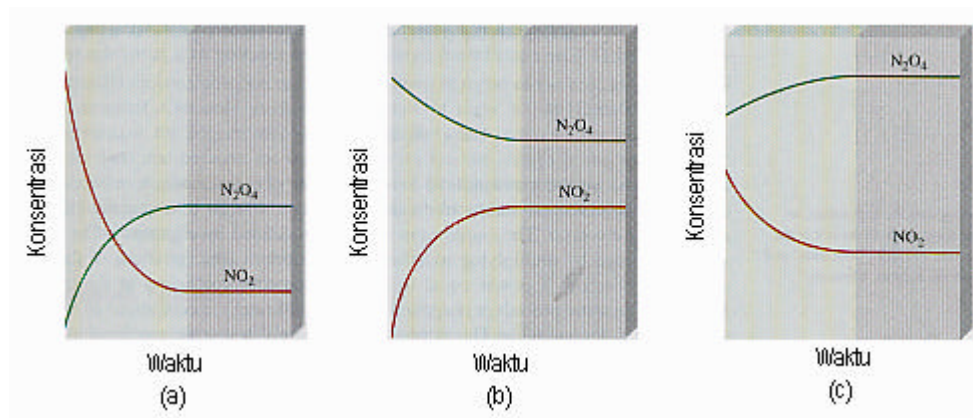 Konsentrasi
N₂O₄
NO₂
Waktu
(a)
Konsentrasi
N₂O₄
NO₂
Waktu
(b)
Konsentrasi
N₂O₄
NO₂
Waktu
(c)